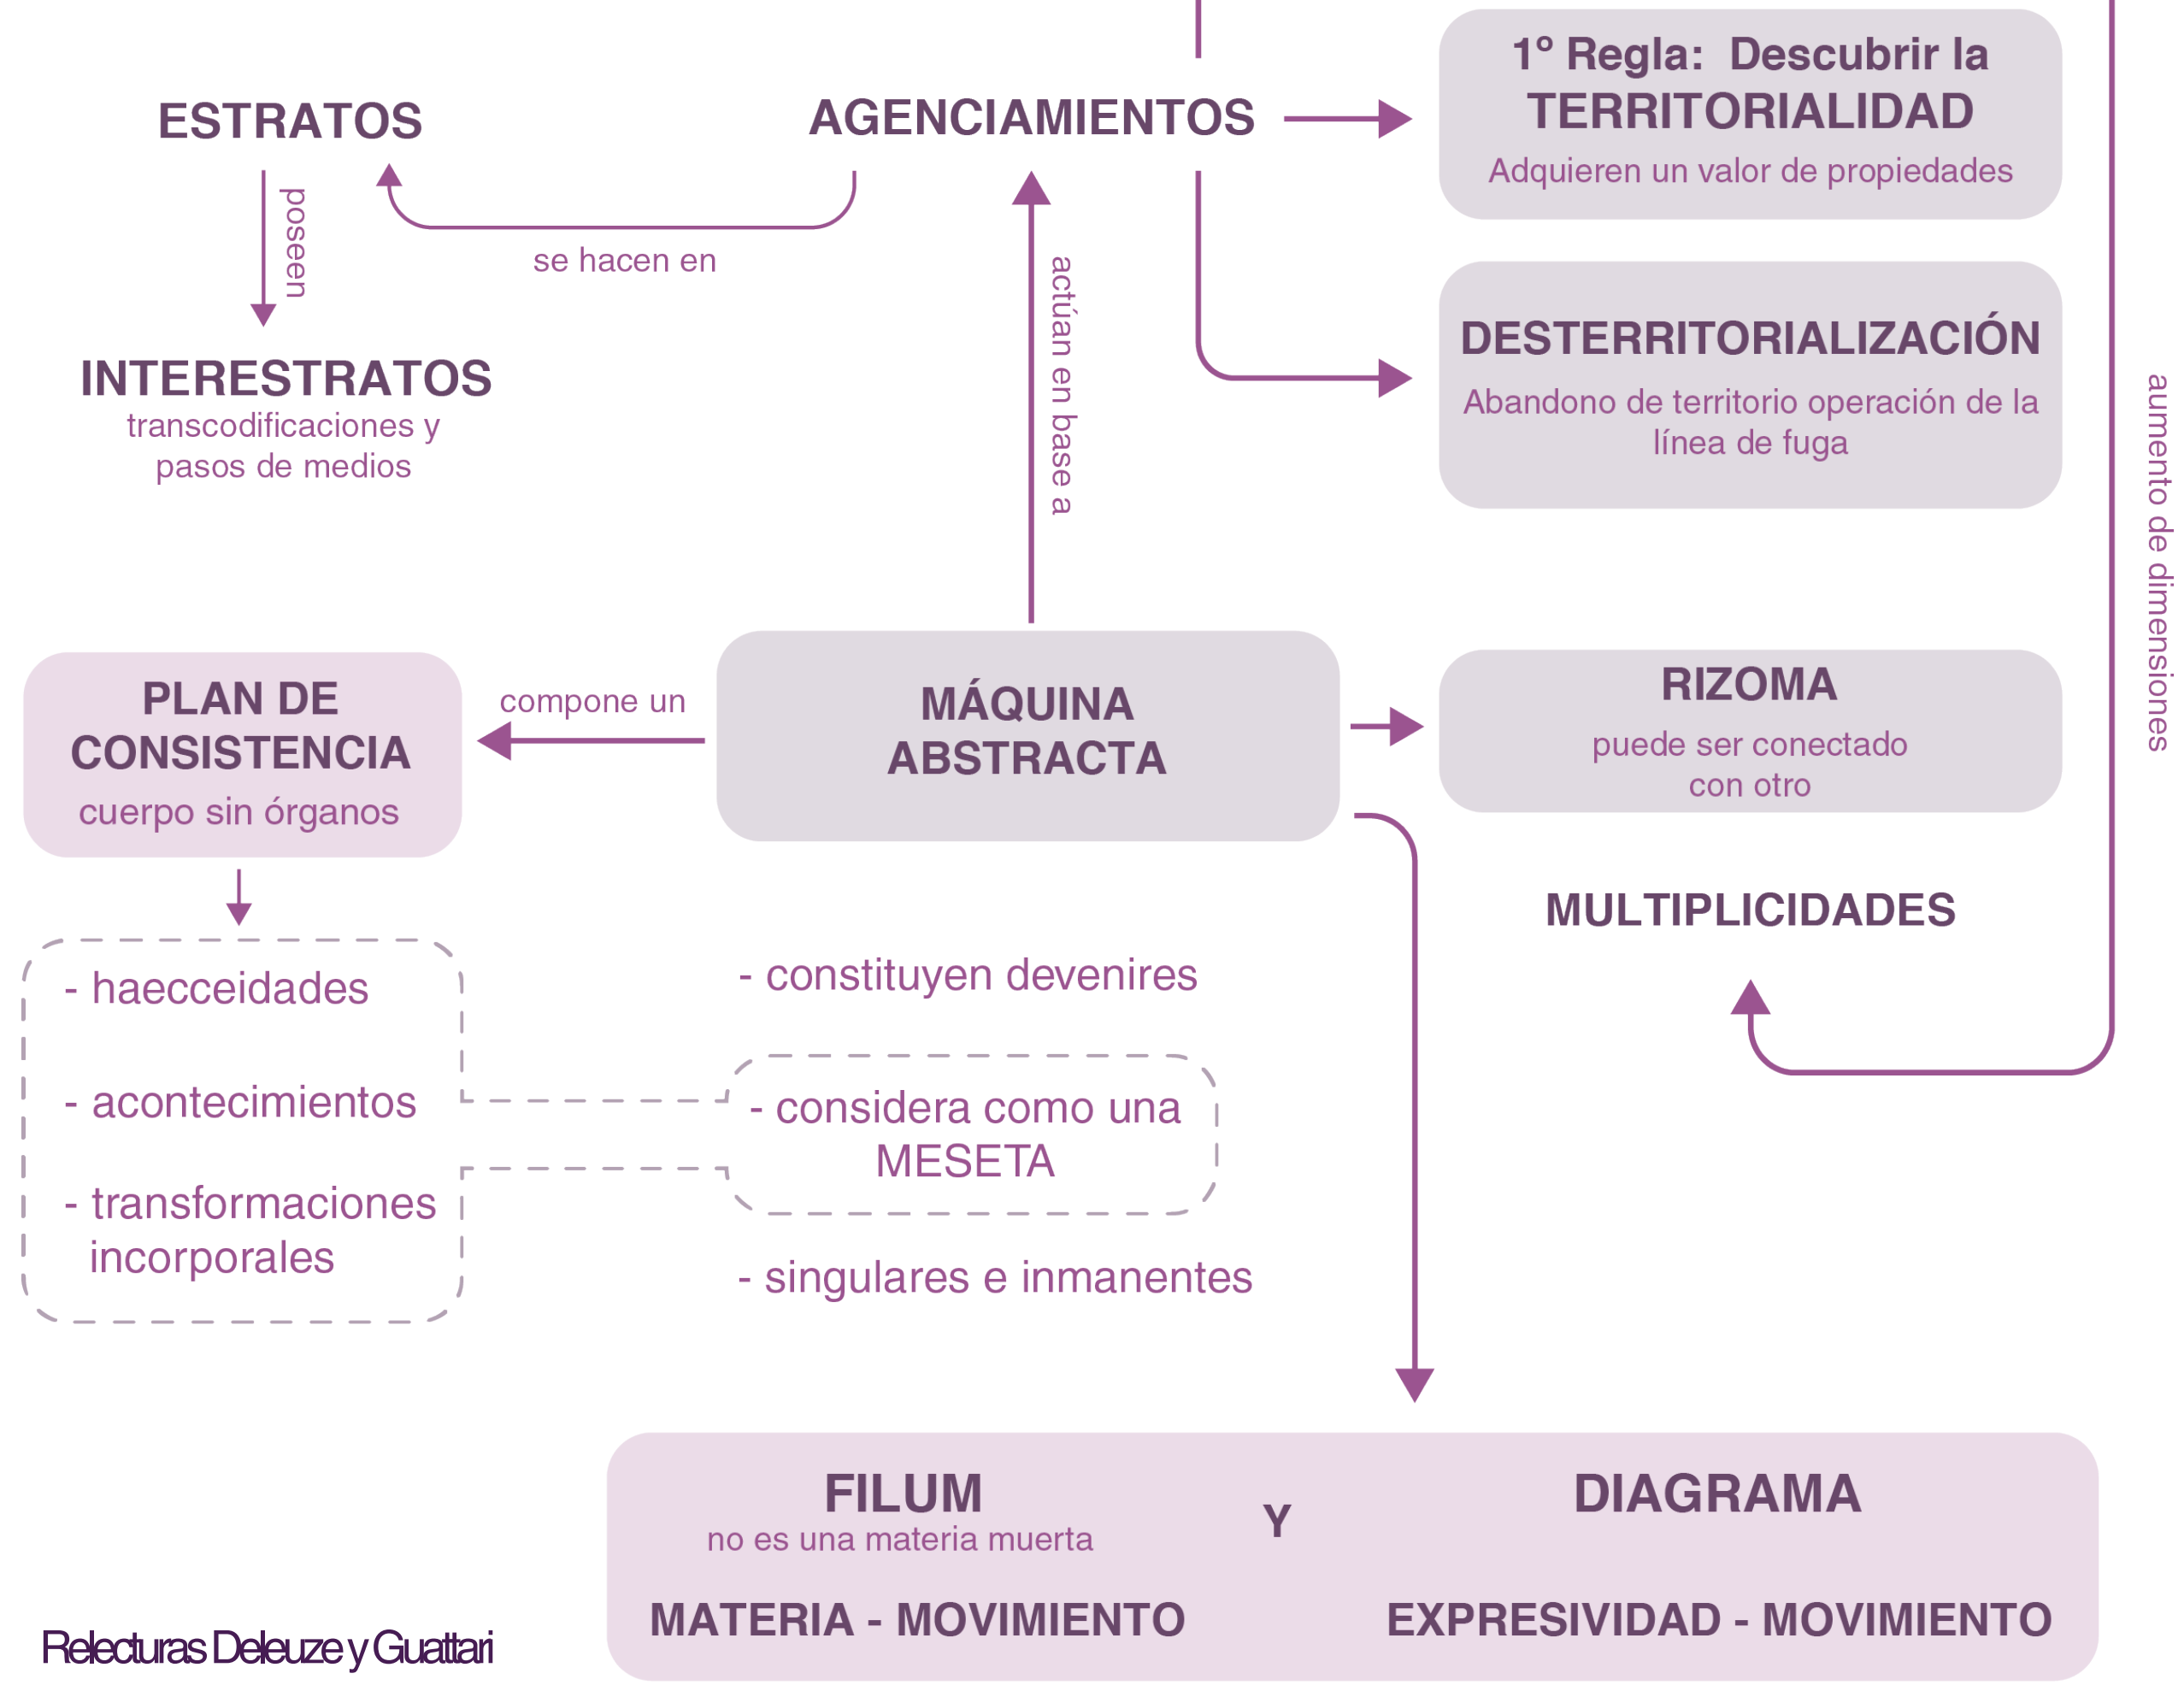 ESTRATOS
poseen
INTERESTRATOS
transcodificaciones y
pasos de medios
se hacen en
AGENCIAMIENTOS
actúan en base a
1º Regla: Descubrir la
TERRITORIALIDAD
Adquieren un valor de propiedades
DESTERRITORIALIZACIÓN
Abandono de territorio operación de la
línea de fuga
aumento de dimensiones
PLAN DE
CONSISTENCIA
cuerpo sin órganos
compone un
MÁQUINA
ABSTRACTA
RIZOMA
puede ser conectado
con otro
MULTIPLICIDADES
- haecceidades
- acontecimientos
- transformaciones
incorporales
- constituyen devenires
- considera como una
MESETA
- singulares e inmanentes
FILUM
no es una materia muerta
MATERIA - MOVIMIENTO
Y
DIAGRAMA
EXPRESIVIDAD - MOVIMIENTO
Relecturas Deleuze y Guattari